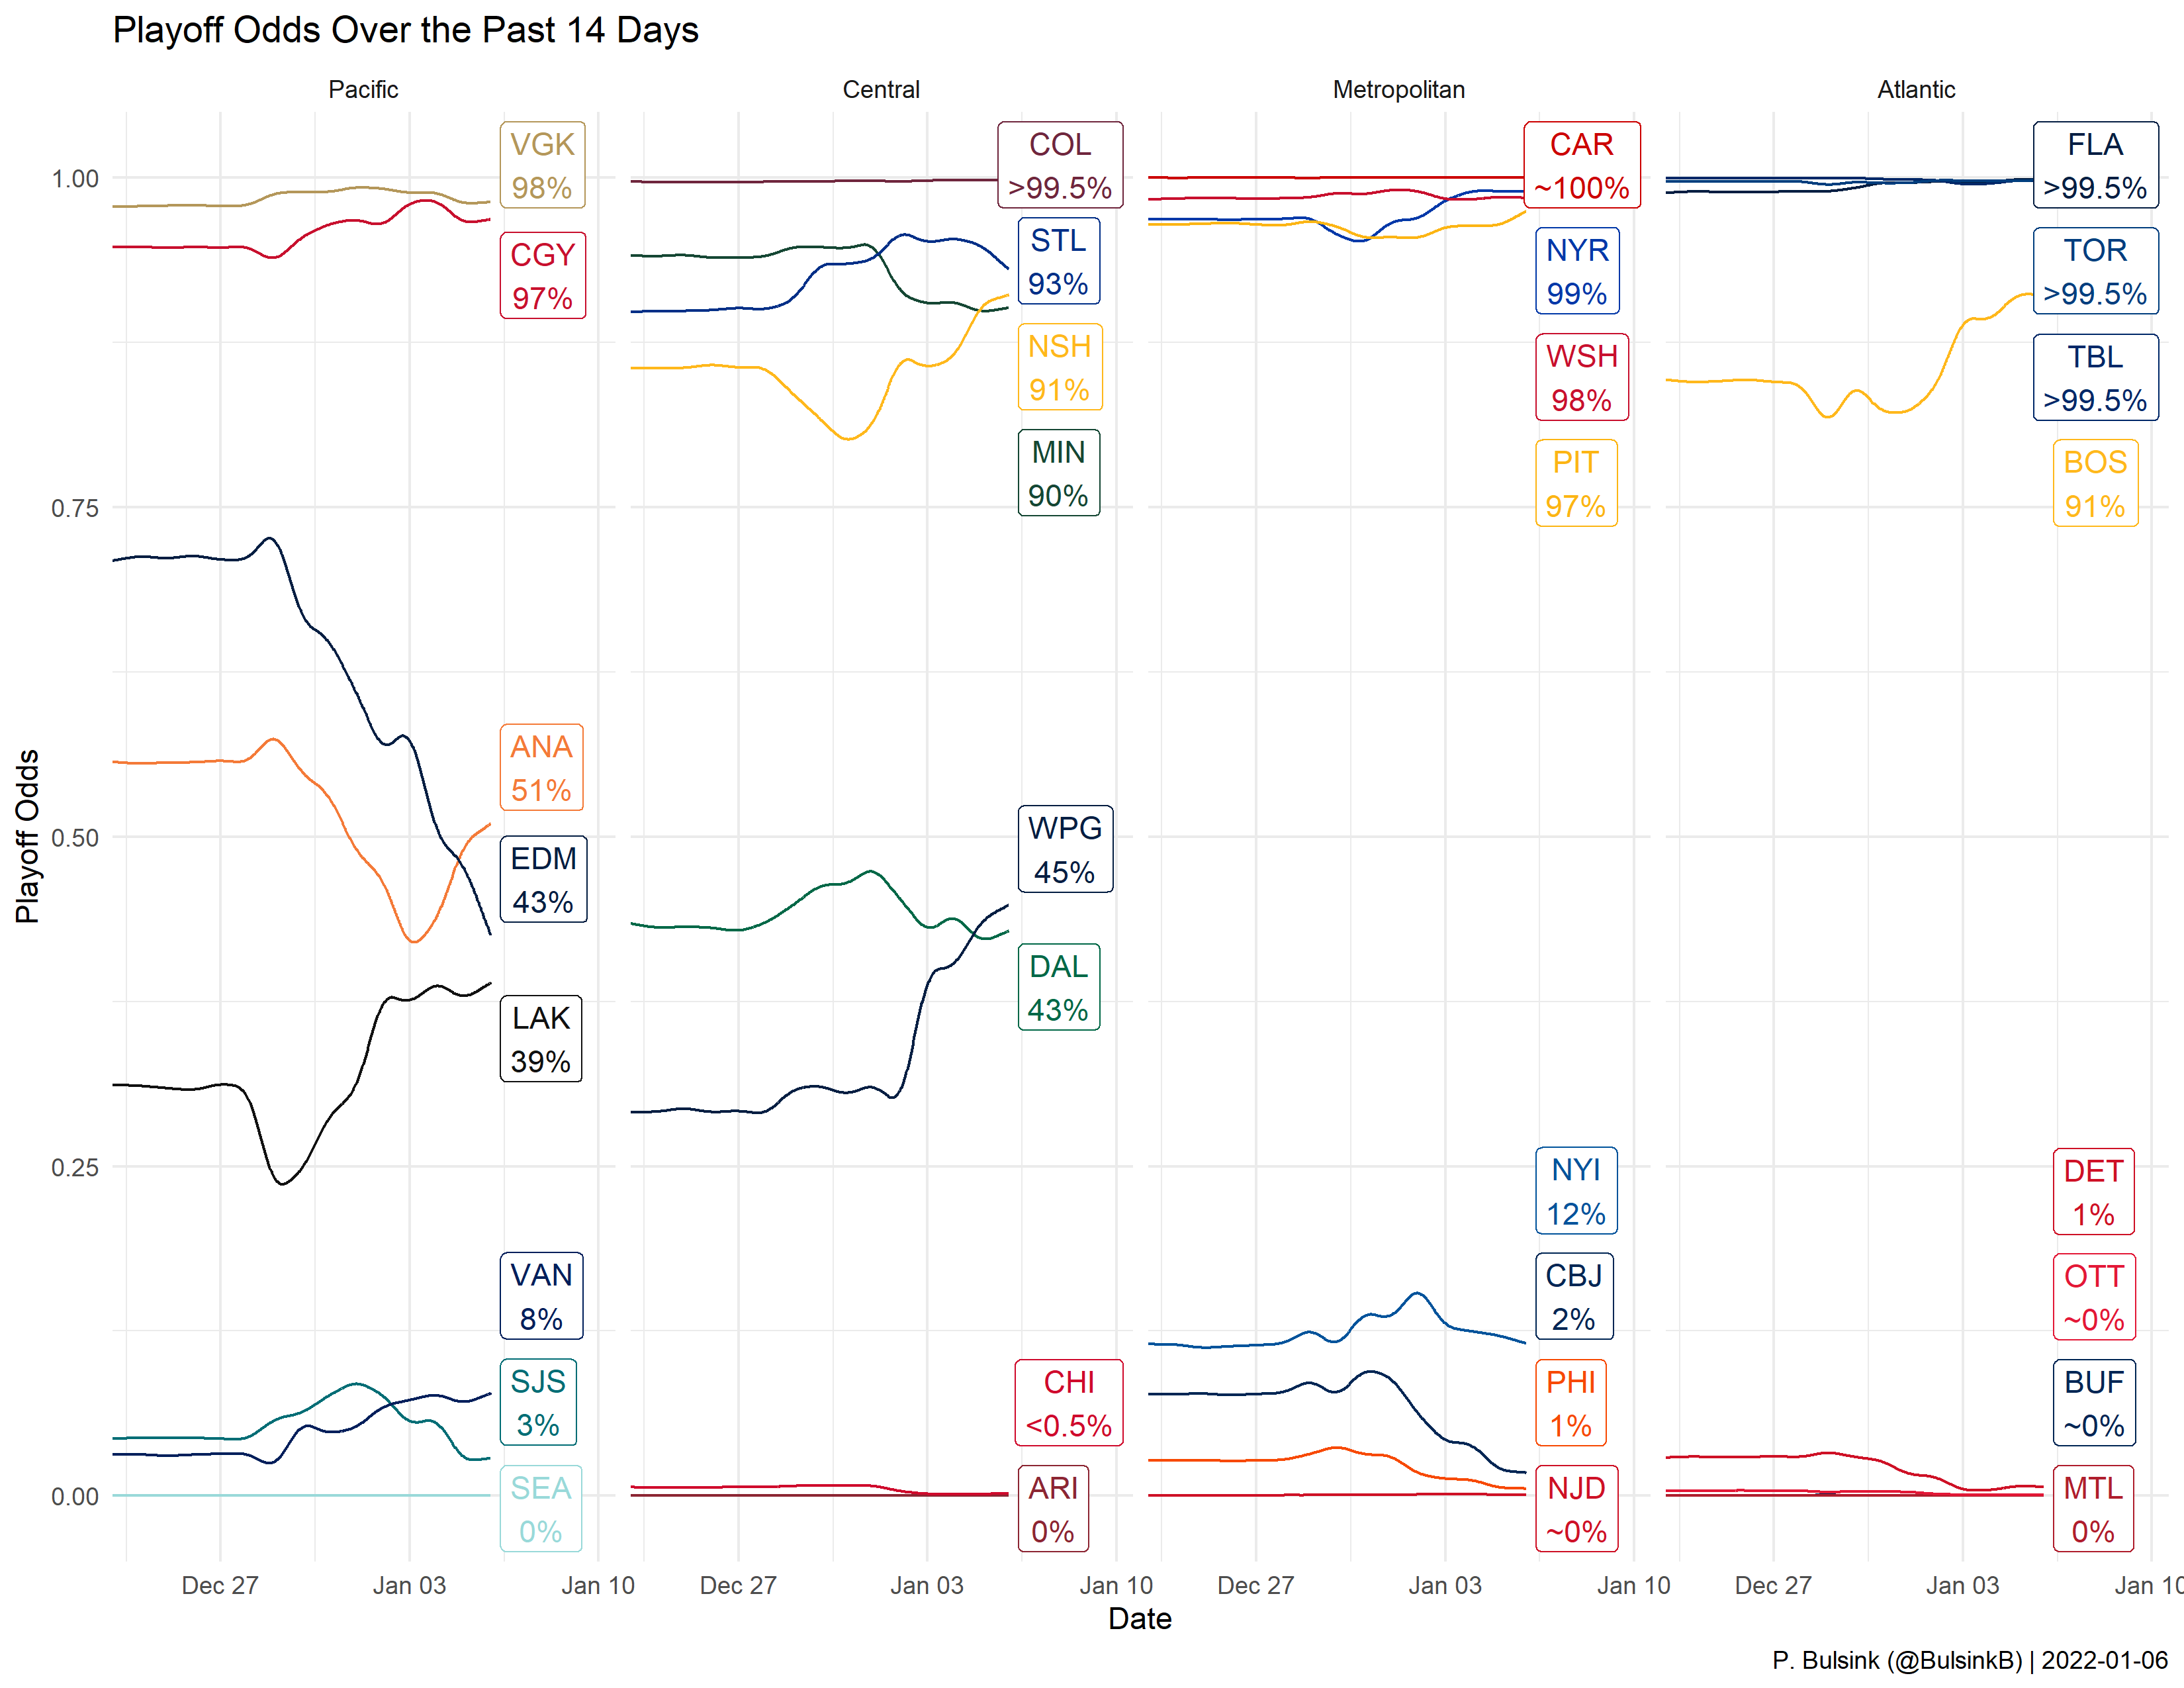 Playoff Odds Over the Past 14 Days
Pacific
Central
Metropolitan
Atlantic
Playoff Odds
1.00
0.75
0.50
0.25
0.00
VGK
98%
CGY
97%
ANA
51%
EDM
43%
LAK
39%
VAN
8%
SJS
3%
SEA
0%
COL
>99.5%
STL
93%
NSH
91%
MIN
90%
WPG
45%
DAL
43%
CHI
<0.5%
ARI
0%
CAR
~100%
NYR
99%
WSH
98%
PIT
97%
NYI
12%
CBJ
2%
PHI
1%
NJD
~0%
FLA
>99.5%
TOR
>99.5%
TBL
>99.5%
BOS
91%
DET
1%
OTT
~0%
BUF
~0%
MTL
0%
Dec 27
Jan 03
Jan 10
Dec 27
Jan 03
Jan 10
Dec 27
Jan 03
Jan 10
Dec 27
Jan 03
Jan 10
Date
P. Bulsink (@BulsinkB) | 2022-01-06